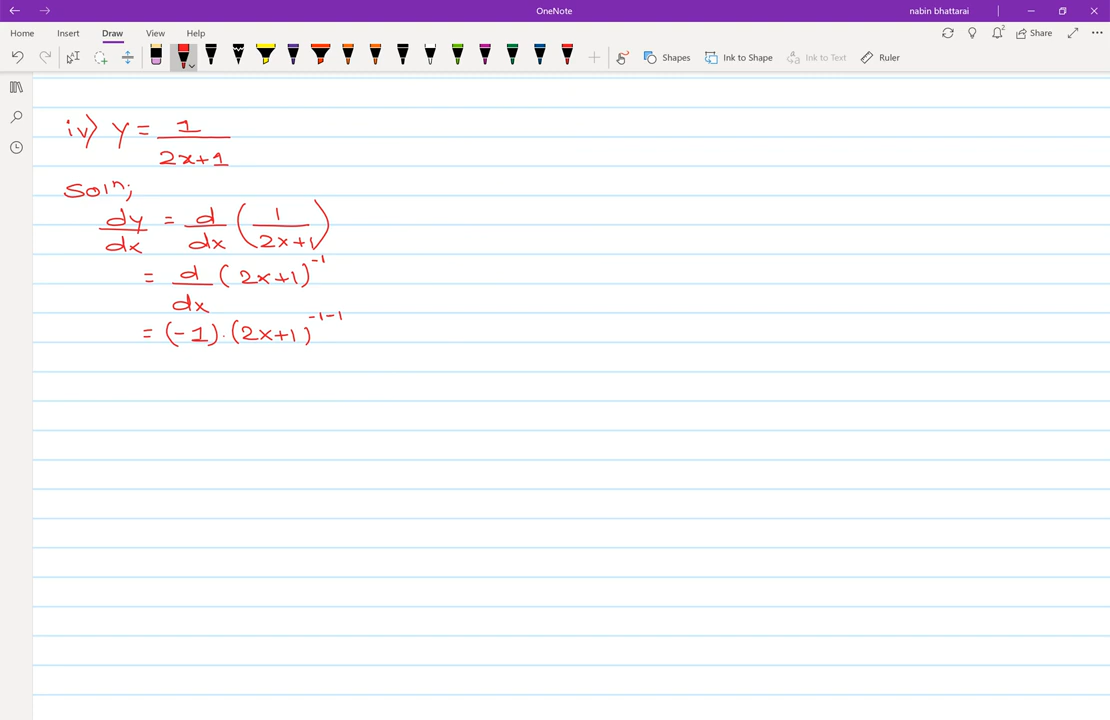 OneNote
nabin bhattarai
Home Insert Draw View Help
Share
Shapes Ink to Shape Ink to Text Ruler
iv) y = 1/(2x+1)
Soln;
dy/dx = d/dx (1/(2x+1))
= d/dx (2x+1)^-1
= (-1).(2x+1)^-1-1